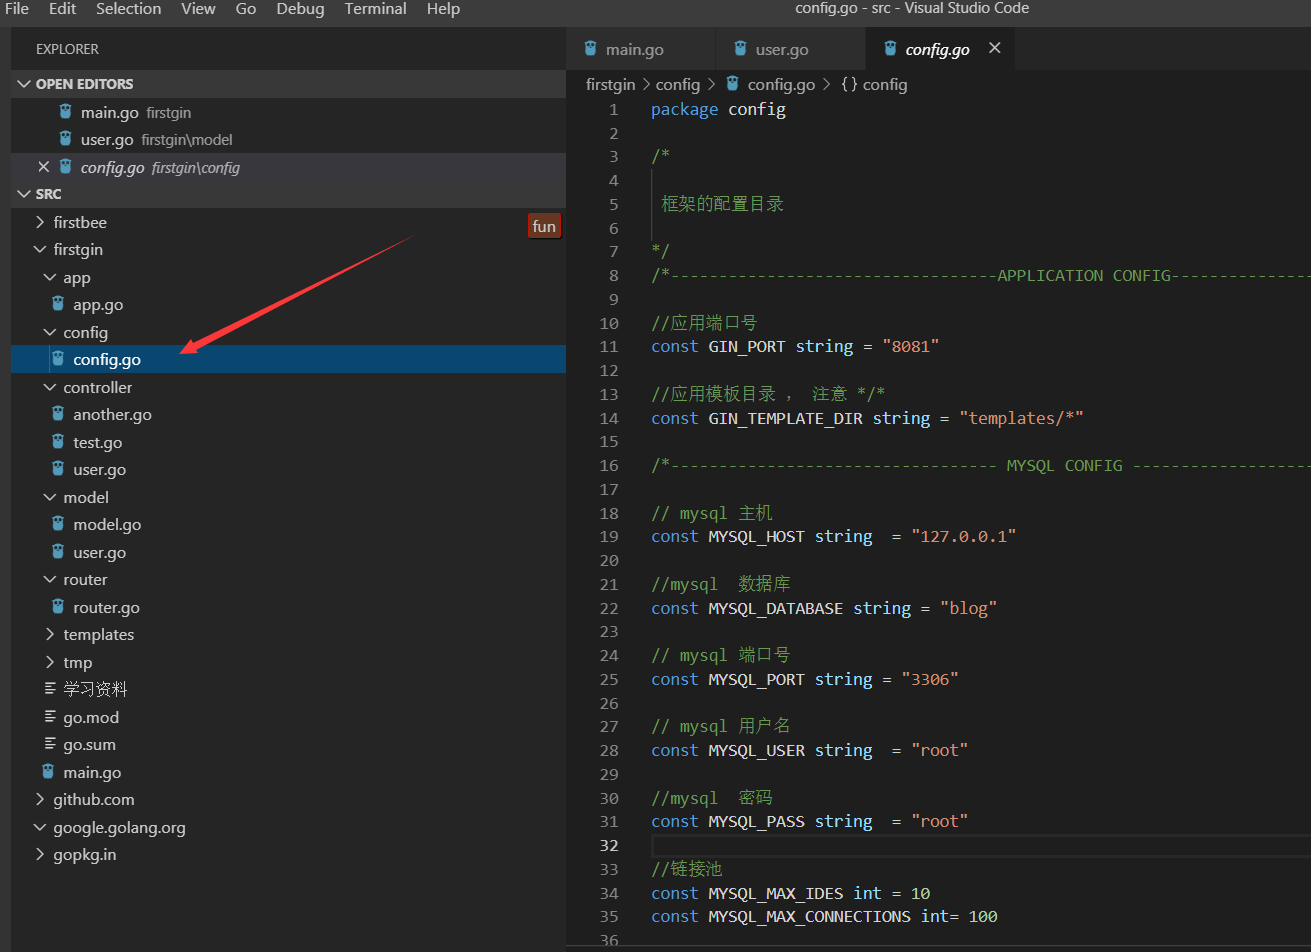 File Edit Selection View Go Debug Terminal Help config.go - src - Visual Studio Code
EXPLORER
OPEN EDITORS
main.go firstgin
user.go firstgin\model
config.go firstgin\config
SRC
firstbee
fun
firstgin
app
app.go
config
config.go
controller
another.go
test.go
user.go
model
model.go
user.go
router
router.go
templates
tmp
学习资料
go.mod
go.sum
main.go
github.com
google.golang.org
gopkg.in
main.go user.go config.go
firstgin > config > config.go > {} config
1 package config
2
3 /*
4
5 框架的配置目录
6
7 */
8 /*----------------------------------APPLICATION CONFIG---------------
9
10 //应用端口号
11 const GIN_PORT string = "8081"
12
13 //应用模板目录 ， 注意 */*
14 const GIN_TEMPLATE_DIR string = "templates/*"
15
16 /*---------------------------------- MYSQL CONFIG -------------------
17
18 // mysql 主机
19 const MYSQL_HOST string  = "127.0.0.1"
20
21 //mysql  数据库
22 const MYSQL_DATABASE string = "blog"
23
24 // mysql 端口号
25 const MYSQL_PORT string = "3306"
26
27 // mysql 用户名
28 const MYSQL_USER string  = "root"
29
30 //mysql  密码
31 const MYSQL_PASS string  = "root"
32
33 //链接池
34 const MYSQL_MAX_IDES int = 10
35 const MYSQL_MAX_CONNECTIONS int= 100
36